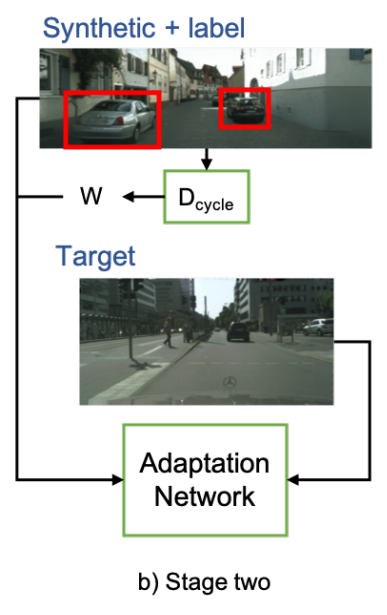 Synthetic + label
W
Dcycle
Target
Adaptation
Network
b) Stage two